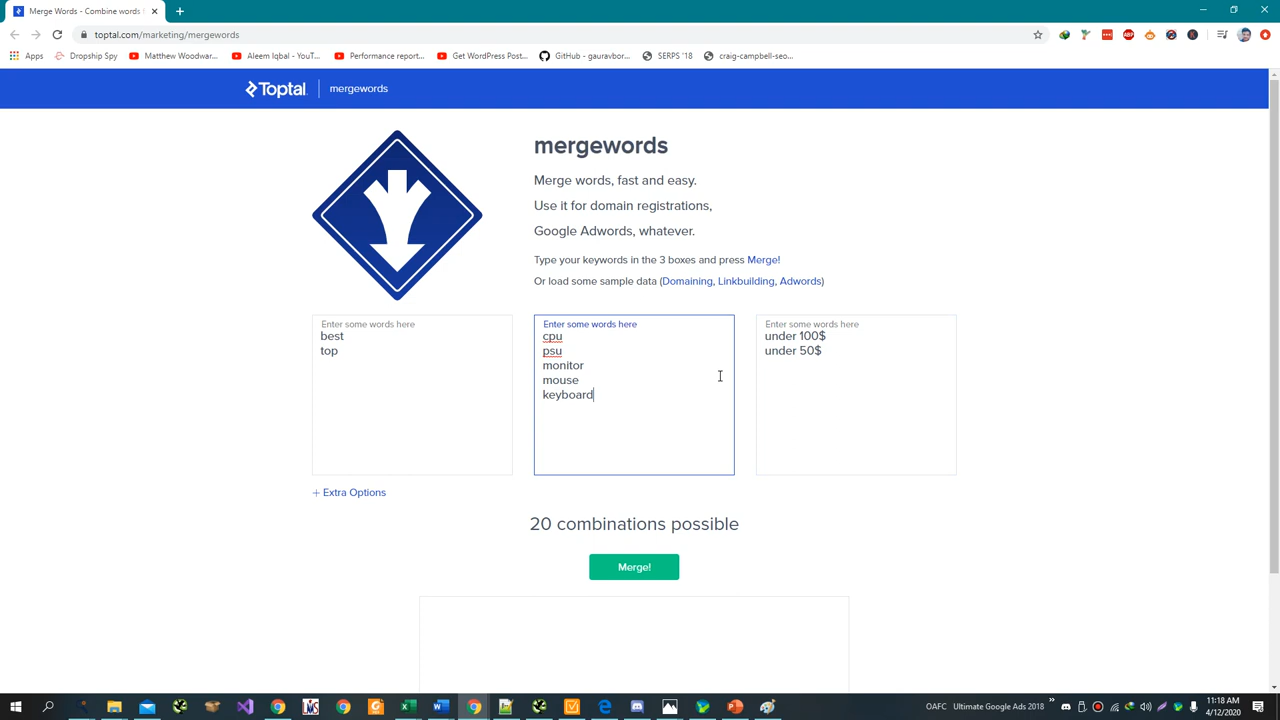 Merge Words - Combine words f
toptal.com/marketing/mergewords
Apps
Dropship Spy
Matthew Woodwar...
Aleem Iqbal - YouT...
Performance report...
Get WordPress Post...
GitHub - gauravbor...
SERPS '18
craig-campbell-seo...
Toptal
mergewords
mergewords
Merge words, fast and easy.
Use it for domain registrations,
Google Adwords, whatever.
Type your keywords in the 3 boxes and press Merge!
Or load some sample data (Domaining, Linkbuilding, Adwords)
Enter some words here
best
top
Enter some words here
cpu
psu
monitor
mouse
keyboard
Enter some words here
under 100$
under 50$
+ Extra Options
20 combinations possible
Merge!
OAFC
Ultimate Google Ads 2018
11:18 AM
4/12/2020